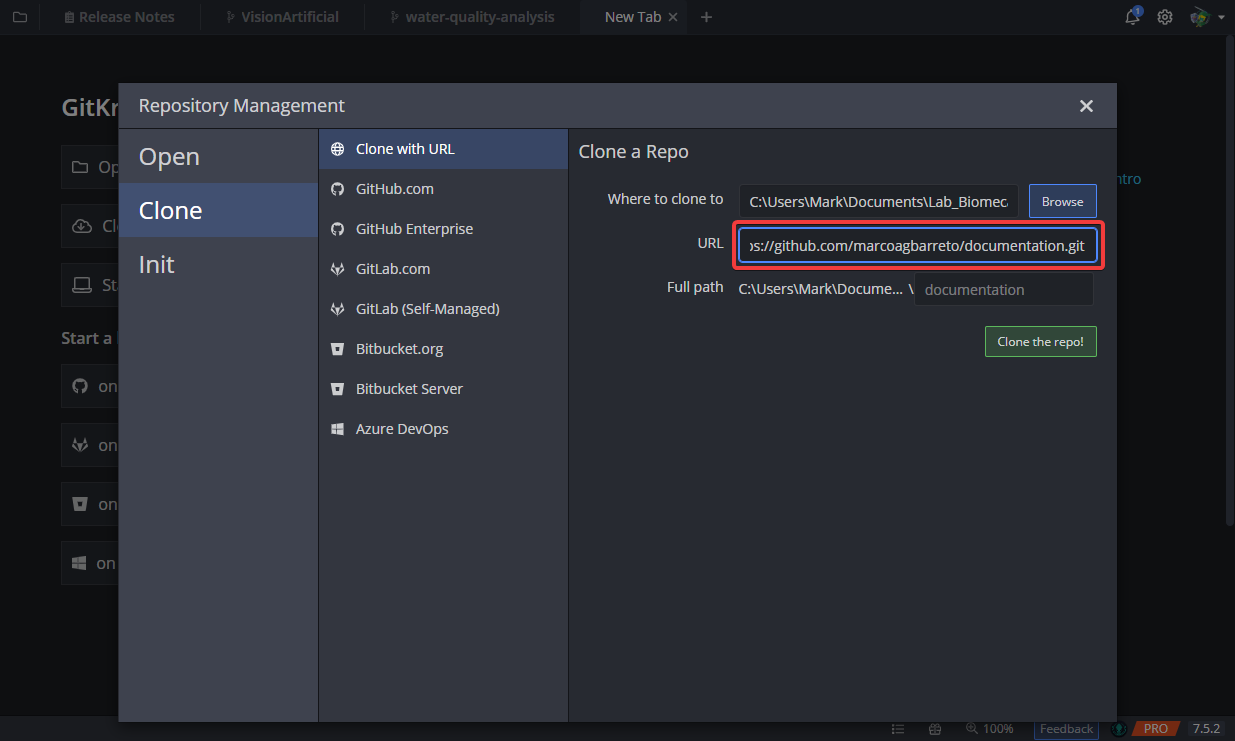 Release Notes
VisionArtificial
water-quality-analysis
New Tab
1
GitKr
Op
Cl
Sta
Start a
on
on
on
on
ntro
Repository Management
Open
Clone
Init
Clone with URL
GitHub.com
GitHub Enterprise
GitLab.com
GitLab (Self-Managed)
Bitbucket.org
Bitbucket Server
Azure DevOps
Clone a Repo
Where to clone to C:\Users\Mark\Documents\Lab_Biomec Browse
URL ps://github.com/marcoagbarreto/documentation.git
Full path C:\Users\Mark\Docume... \ documentation
Clone the repo!
100% Feedback PRO 7.5.2